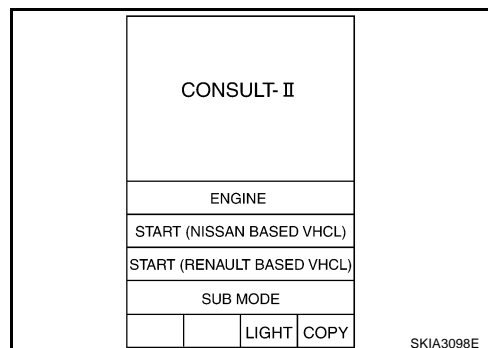 CONSULT-II
ENGINE
START (NISSAN BASED VHCL)
START (RENAULT BASED VHCL)
SUB MODE
LIGHT COPY
SKIA3098E